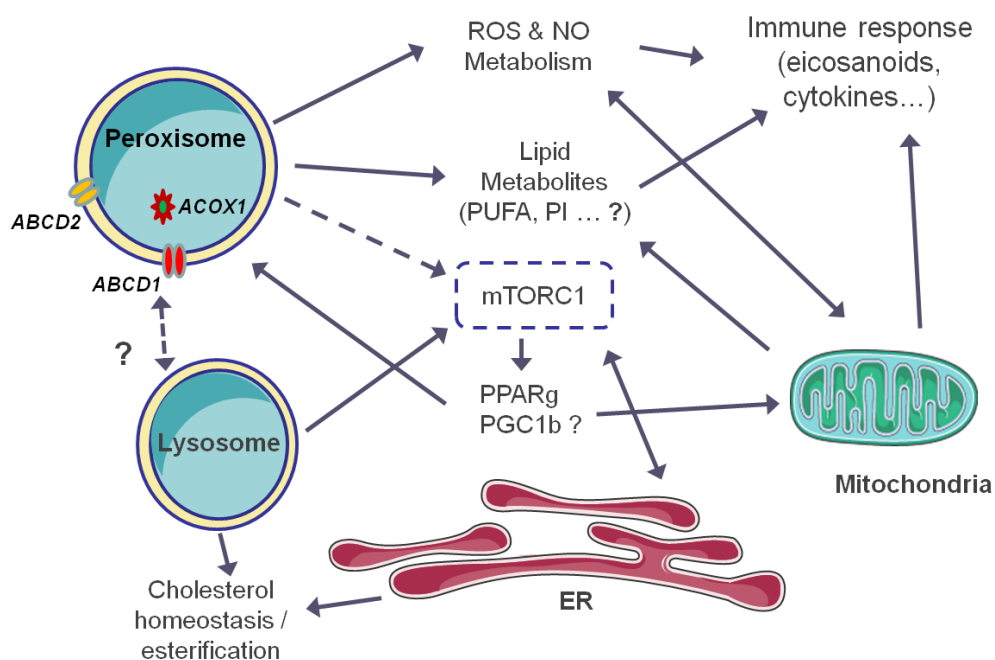 ROS & NO
Metabolism
Immune response
(eicosanoids,
cytokines...)
Peroxisome
ACOX1
ABCD2
ABCD1
Lipid
Metabolites
(PUFA, PI ... ?)
mTORC1
?
PPARg
PGC1b ?
Lysosome
Mitochondria
ER
Cholesterol
homeostasis /
esterification